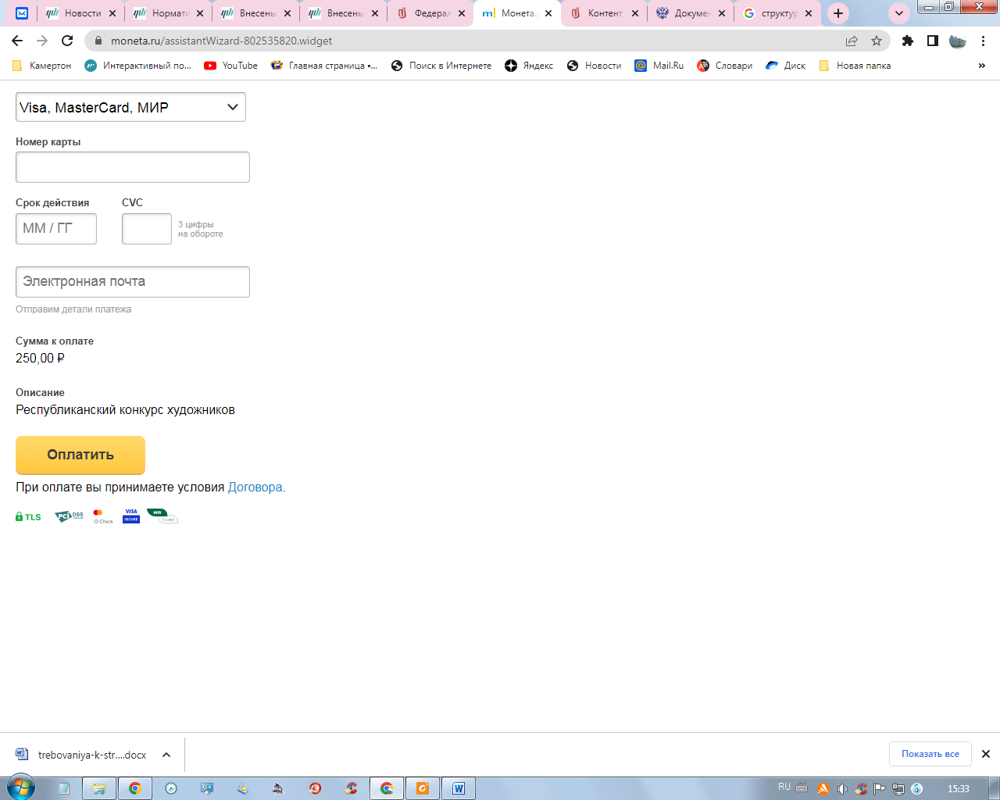 Новости
Нормати
Внесены
Внесены
Федерал
Монета.
Контент
Докумен
структур
moneta.ru/assistantWizard-802535820.widget
Камертон
Интерактивный по...
YouTube
Главная страница •...
Поиск в Интернете
Яндекс
Новости
Mail.Ru
Словари
Диск
Новая папка
»
Visa, MasterCard, МИР
Номер карты
Срок действия
CVC
ММ / ГГ
3 цифры
на обороте
Электронная почта
Отправим детали платежа
Сумма к оплате
250,00 ₽
Описание
Республиканский конкурс художников
Оплатить
При оплате вы принимаете условия Договора.
TLS
PCI DSS
ID Check
VISA
SECURE
MIR
Accept
trebovaniya-k-str....docx
Показать все
RU
15:33